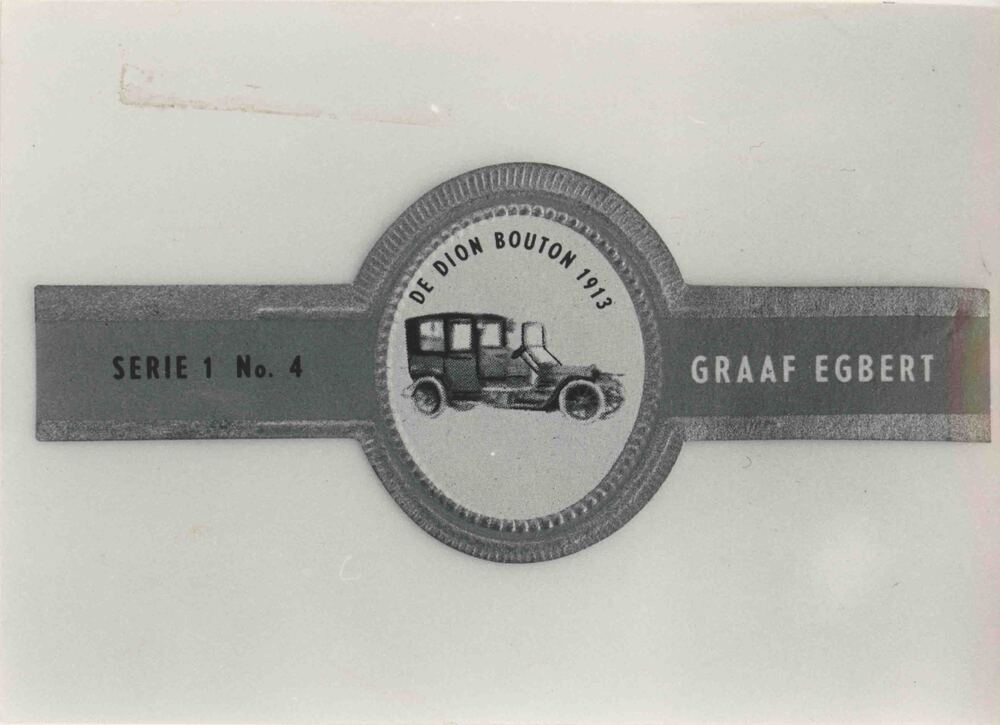 DE DION BOUTON 1913
SERIE 1 No. 4
GRAAF EGBERT